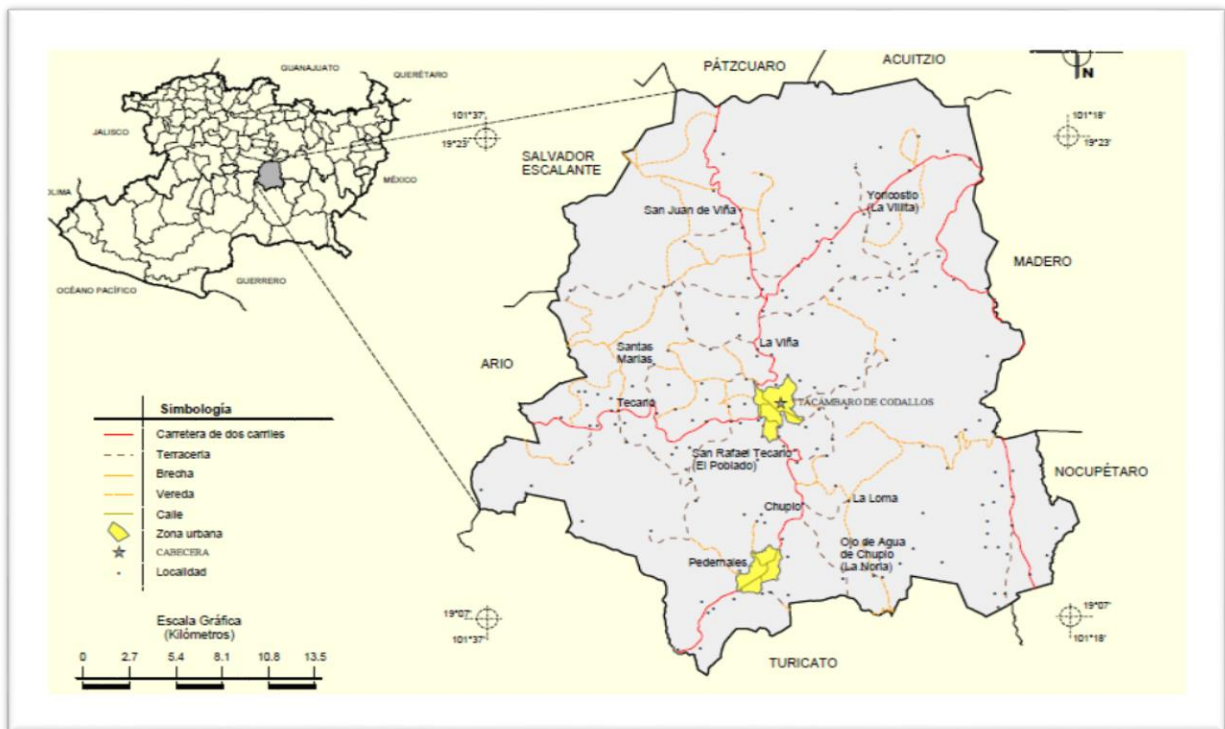 GUANAJUATO
QUERÉTARO
JALISCO
OLIMA
MÉXICO
GUERRERO
OCÉANO PACÍFICO
PÁTZCUARO
ACUITZIO
N
101°37'
19°23'
101°18'
19°23'
SALVADOR
ESCALANTE
San Juan de Viña
Yoricostio
(La Villita)
MADERO
La Viña
Santas
Marías
ARIO
Tecario
TACÁMBARO DE CODALLOS
San Rafael Tecario
(El Poblado)
NOCUPÉTARO
Chupio
La Loma
Ojo de Agua
de Chupio
(La Noria)
Pedernales
19°07'
101°37'
19°07'
101°18'
TURICATO
Simbología
Carretera de dos carriles
Terracería
Brecha
Vereda
Calle
Zona urbana
CABECERA
Localidad
Escala Gráfica
(Kilómetros)
0 2.7 5.4 8.1 10.8 13.5